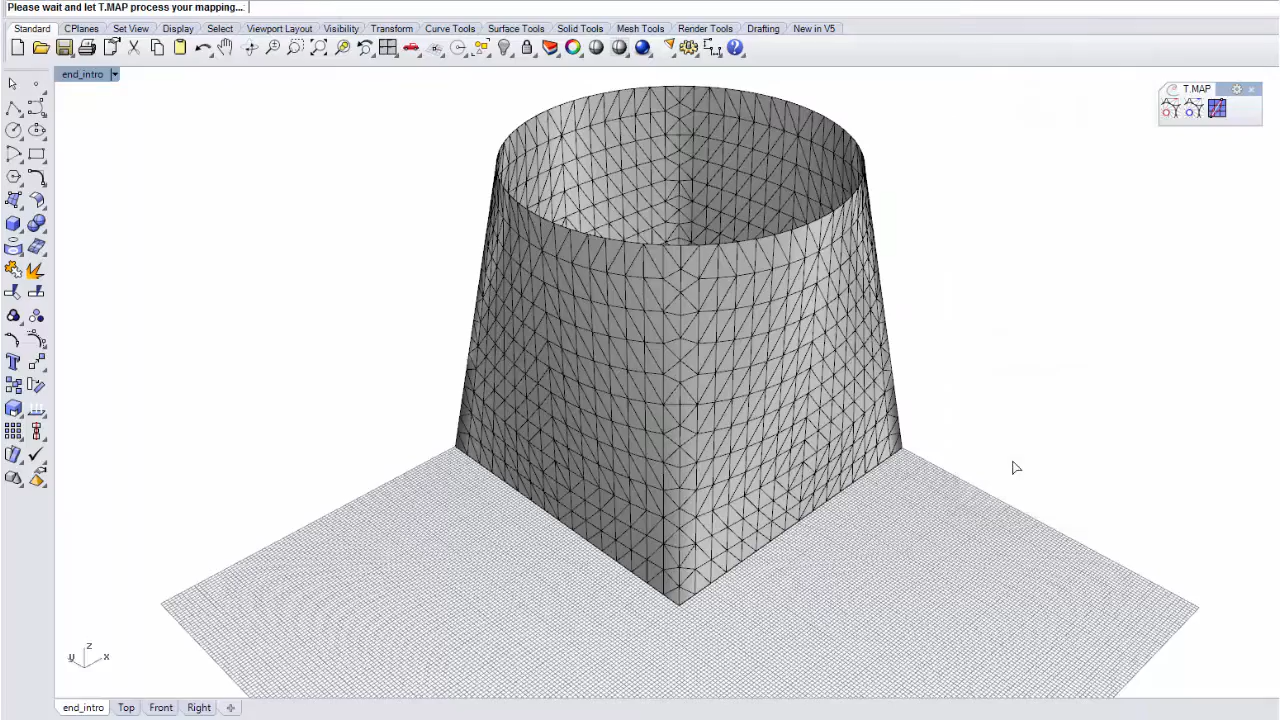 Please wait and let T.MAP process your mapping...
Standard CPlanes Set View Display Select Viewport Layout Visibility Transform Curve Tools Surface Tools Solid Tools Mesh Tools Render Tools Drafting New in V5
end_intro
T.MAP
z
y x
end_intro Top Front Right